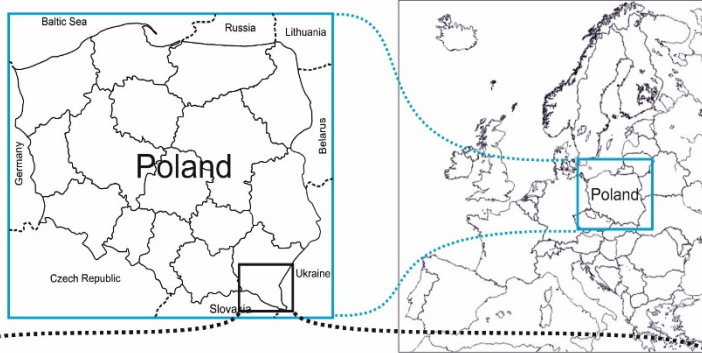 Baltic Sea
Russia
Lithuania
Germany
Poland
Belarus
Czech Republic
Ukraine
Slovakia
Poland